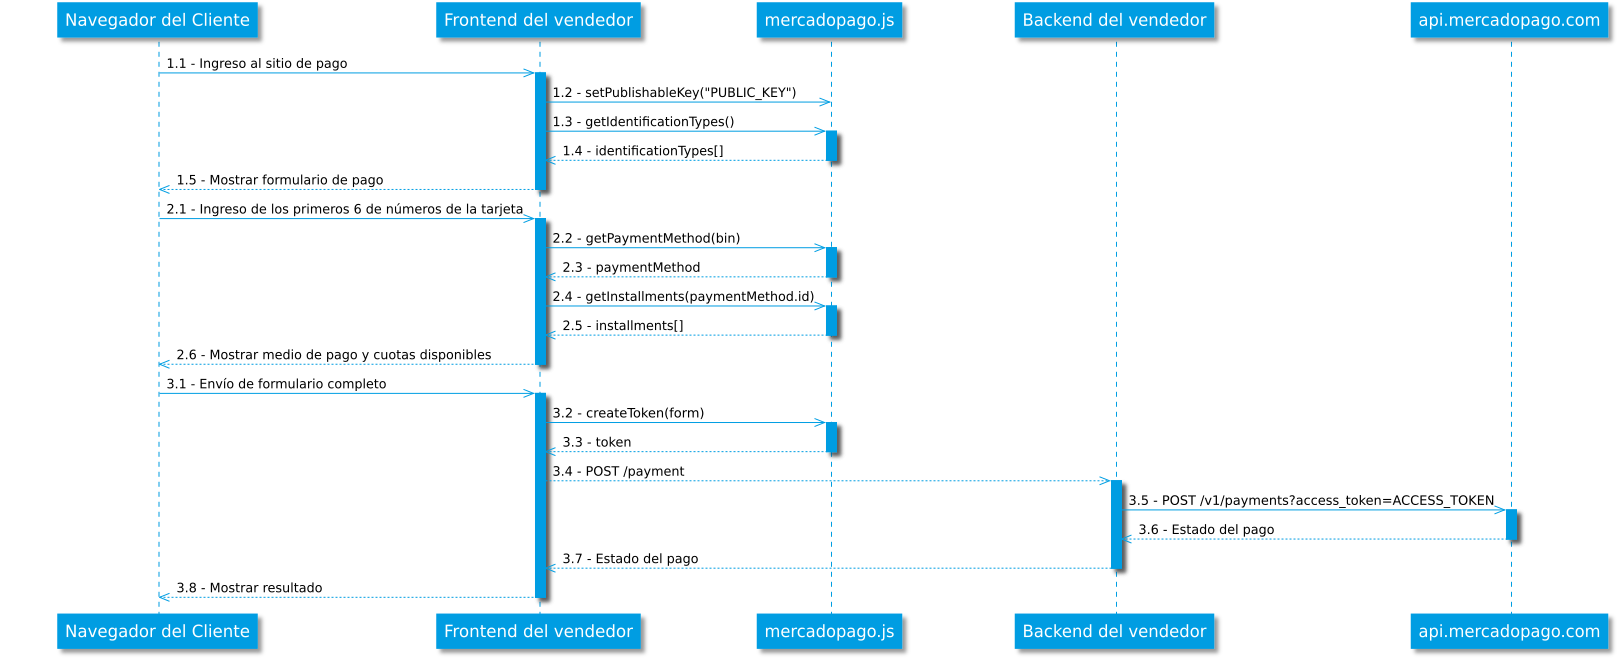 Navegador del Cliente
Frontend del vendedor
mercadopago.js
Backend del vendedor
api.mercadopago.com
1.1 - Ingreso al sitio de pago
1.2 - setPublishableKey("PUBLIC_KEY")
1.3 - getIdentificationTypes()
1.4 - identificationTypes[]
1.5 - Mostrar formulario de pago
2.1 - Ingreso de los primeros 6 de números de la tarjeta
2.2 - getPaymentMethod(bin)
2.3 - paymentMethod
2.4 - getInstallments(paymentMethod.id)
2.5 - installments[]
2.6 - Mostrar medio de pago y cuotas disponibles
3.1 - Envío de formulario completo
3.2 - createToken(form)
3.3 - token
3.4 - POST /payment
3.5 - POST /v1/payments?access_token=ACCESS_TOKEN
3.6 - Estado del pago
3.7 - Estado del pago
3.8 - Mostrar resultado
Navegador del Cliente
Frontend del vendedor
mercadopago.js
Backend del vendedor
api.mercadopago.com